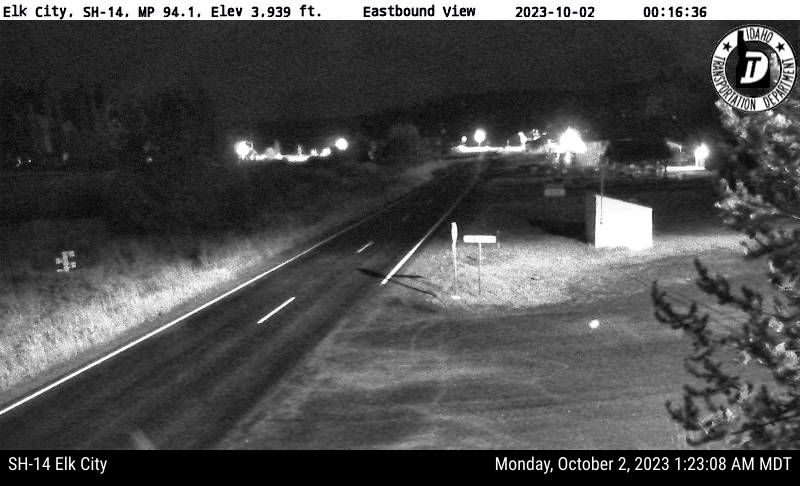 Elk City, SH-14, MP 94.1, Elev 3,939 ft. Eastbound View 2023-10-02 00:16:36
IDAHO
TRANSPORTATION DEPARTMENT
SH-14 Elk City Monday, October 2, 2023 1:23:08 AM MDT